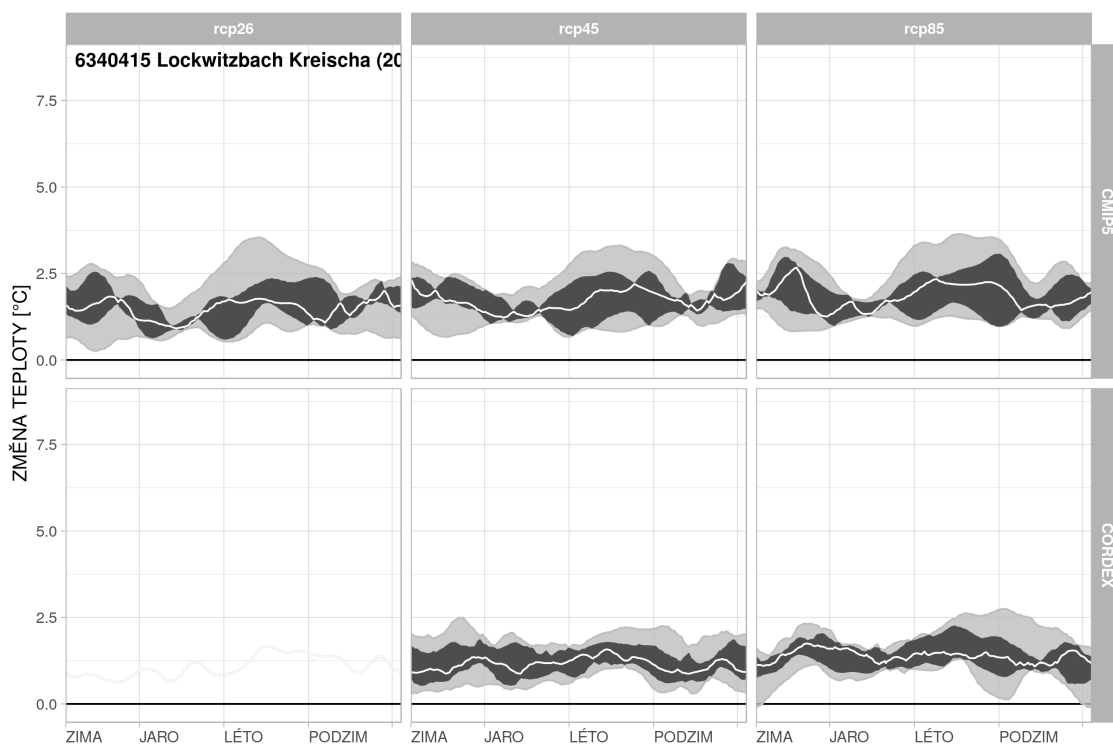 rcp26 rcp45 rcp85
6340415 Lockwitzbach Kreischa (20
ZMĚNA TEPLOTY [°C]
7.5
5.0
2.5
0.0
CMIP5
7.5
5.0
2.5
0.0
CORDEX
ZIMA JARO LÉTO PODZIM ZIMA JARO LÉTO PODZIM ZIMA JARO LÉTO PODZIM